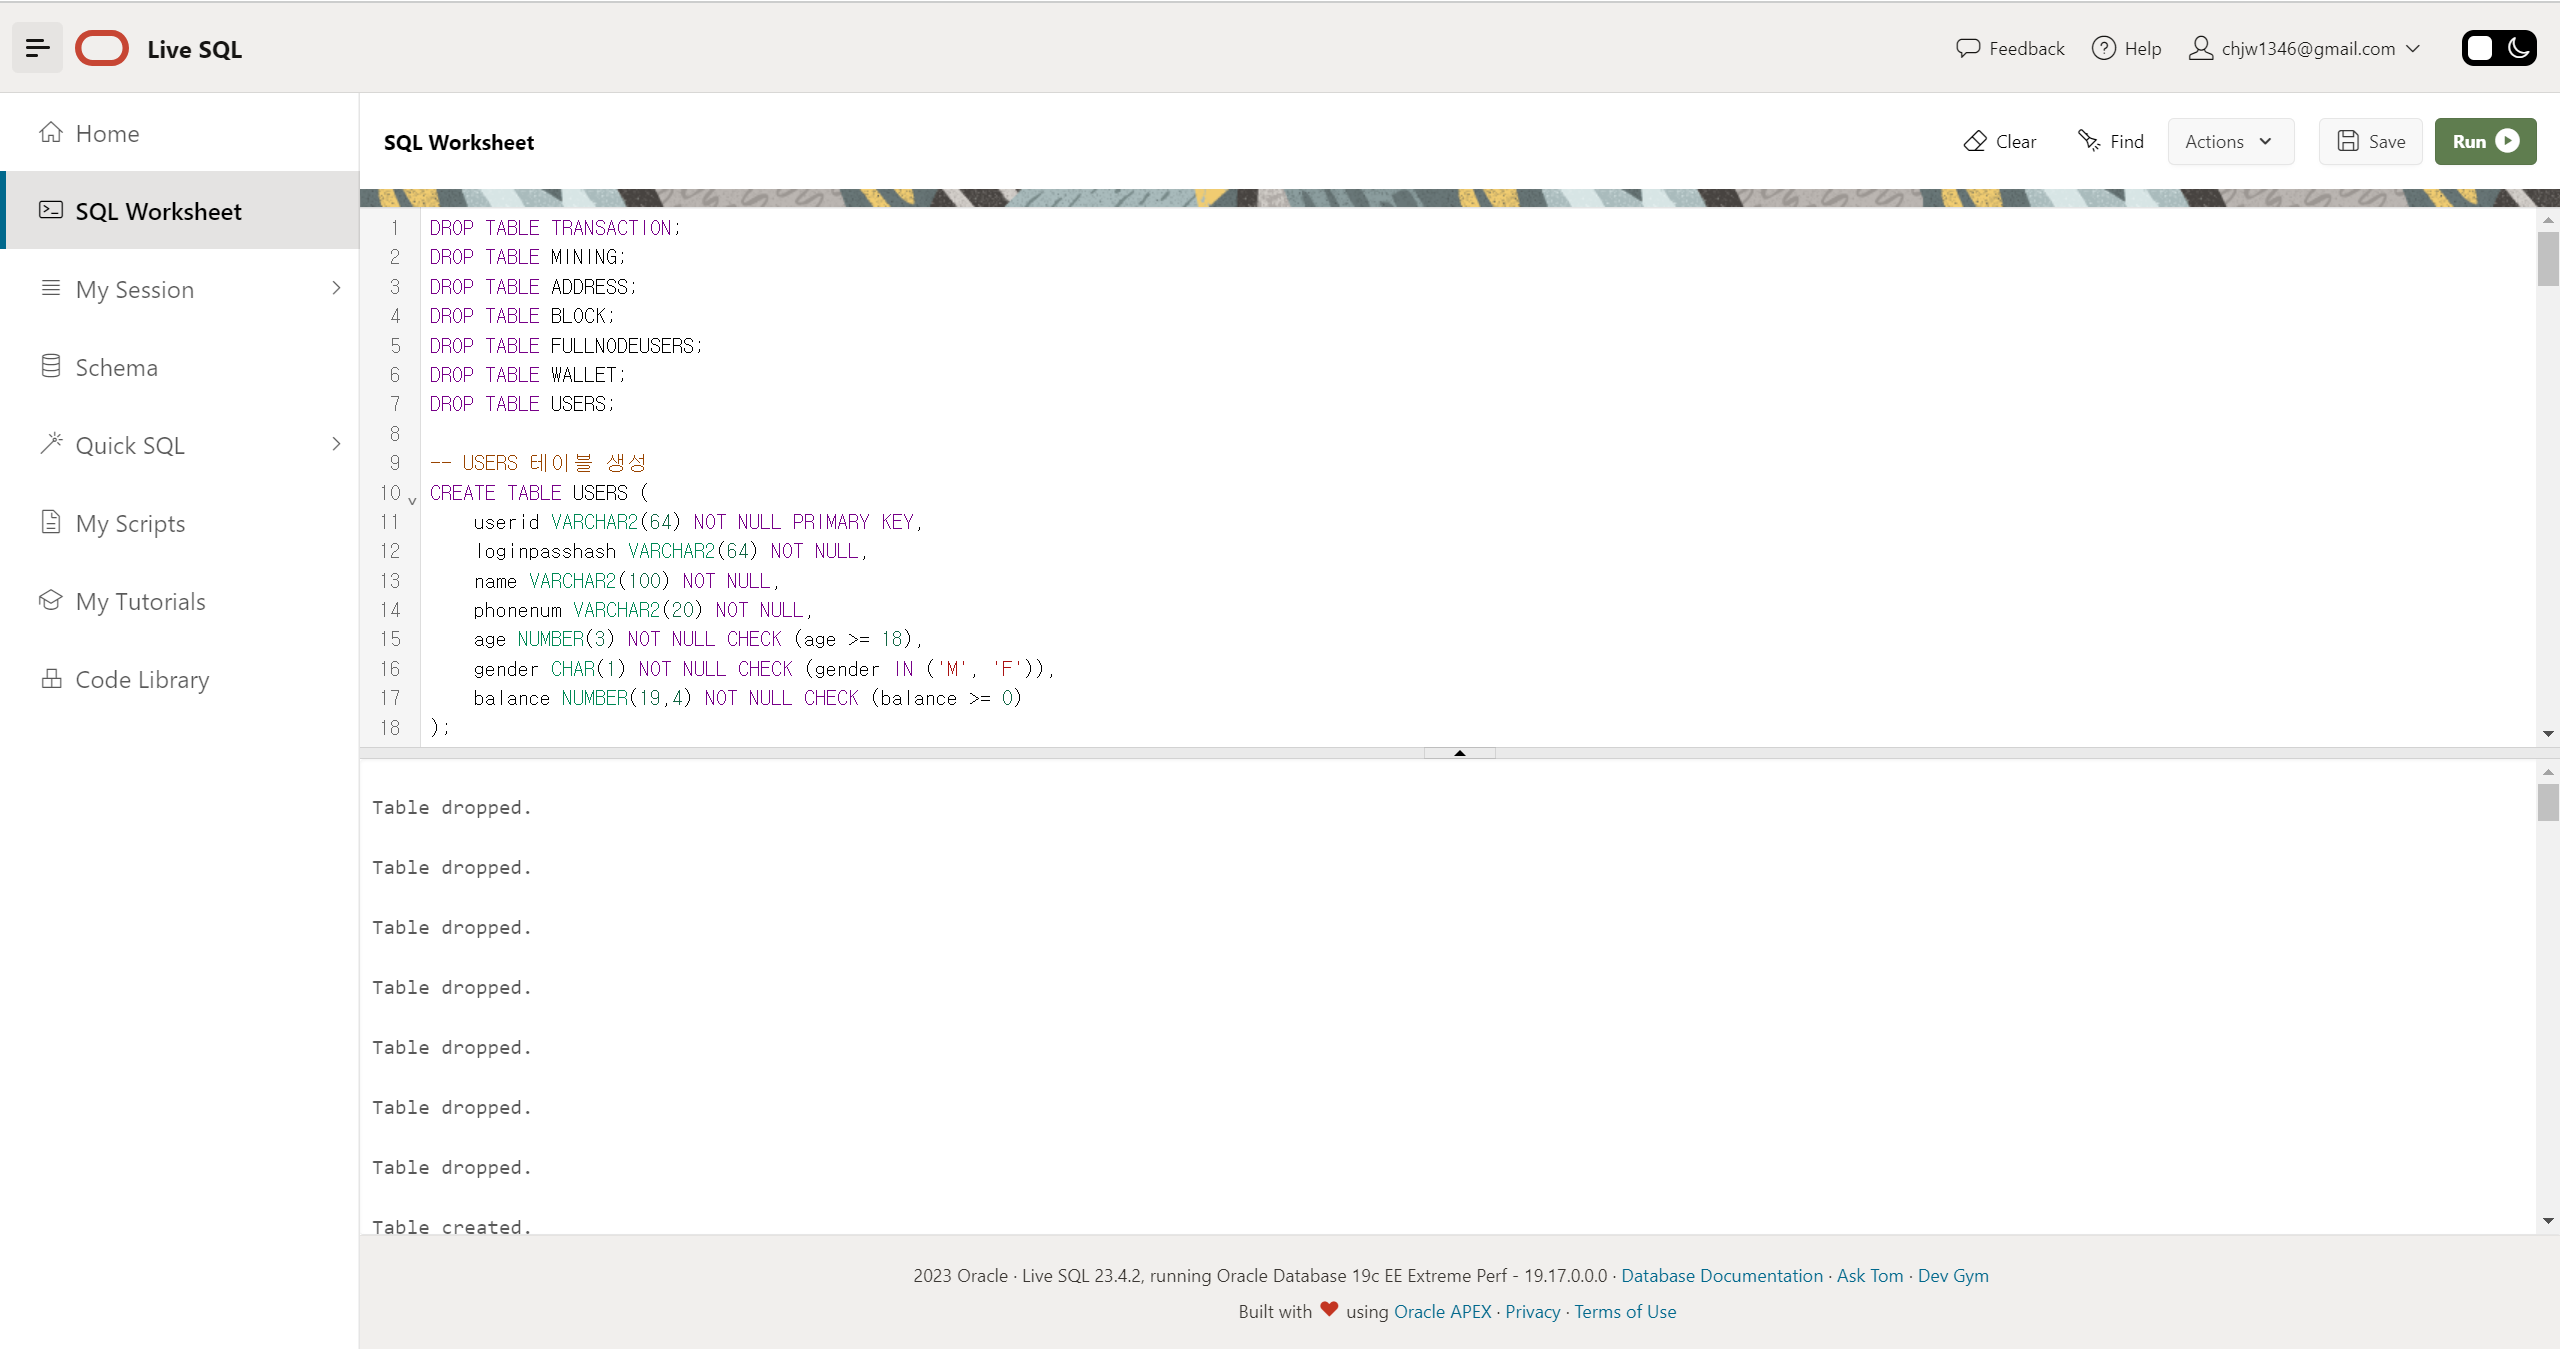 Live SQL
Feedback
Help
chjw1346@gmail.com
Home
SQL Worksheet
My Session
Schema
Quick SQL
My Scripts
My Tutorials
Code Library
SQL Worksheet
Clear
Find
Actions
Save
Run
1 DROP TABLE TRANSACTION;
2 DROP TABLE MINING;
3 DROP TABLE ADDRESS;
4 DROP TABLE BLOCK;
5 DROP TABLE FULLNODEUSERS;
6 DROP TABLE WALLET;
7 DROP TABLE USERS;
8
9 -- USERS 테이블 생성
10 CREATE TABLE USERS (
11 userid VARCHAR2(64) NOT NULL PRIMARY KEY,
12 loginpasshash VARCHAR2(64) NOT NULL,
13 name VARCHAR2(100) NOT NULL,
14 phonenum VARCHAR2(20) NOT NULL,
15 age NUMBER(3) NOT NULL CHECK (age >= 18),
16 gender CHAR(1) NOT NULL CHECK (gender IN ('M', 'F')),
17 balance NUMBER(19,4) NOT NULL CHECK (balance >= 0)
18 );
Table dropped.
Table dropped.
Table dropped.
Table dropped.
Table dropped.
Table dropped.
Table dropped.
Table created.
2023 Oracle · Live SQL 23.4.2, running Oracle Database 19c EE Extreme Perf - 19.17.0.0.0 · Database Documentation · Ask Tom · Dev Gym
Built with ❤ using Oracle APEX · Privacy · Terms of Use